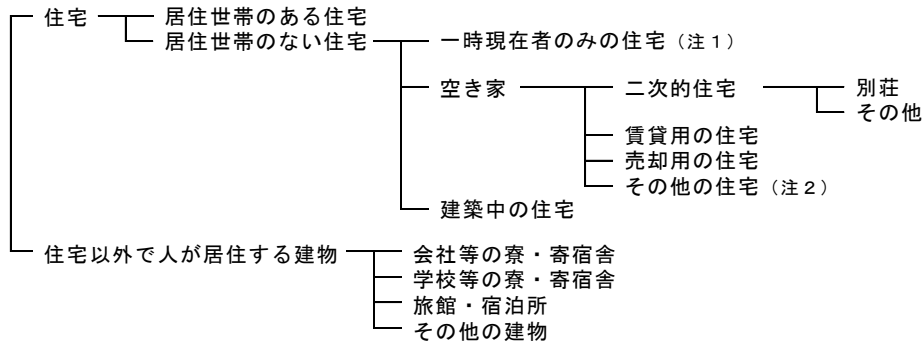 住宅 居住世帯のある住宅
居住世帯のない住宅 一時現在者のみの住宅（注１）
空き家 二次的住宅 別荘
その他
賃貸用の住宅
売却用の住宅
その他の住宅（注２）
建築中の住宅
住宅以外で人が居住する建物 会社等の寮・寄宿舎
学校等の寮・寄宿舎
旅館・宿泊所
その他の建物